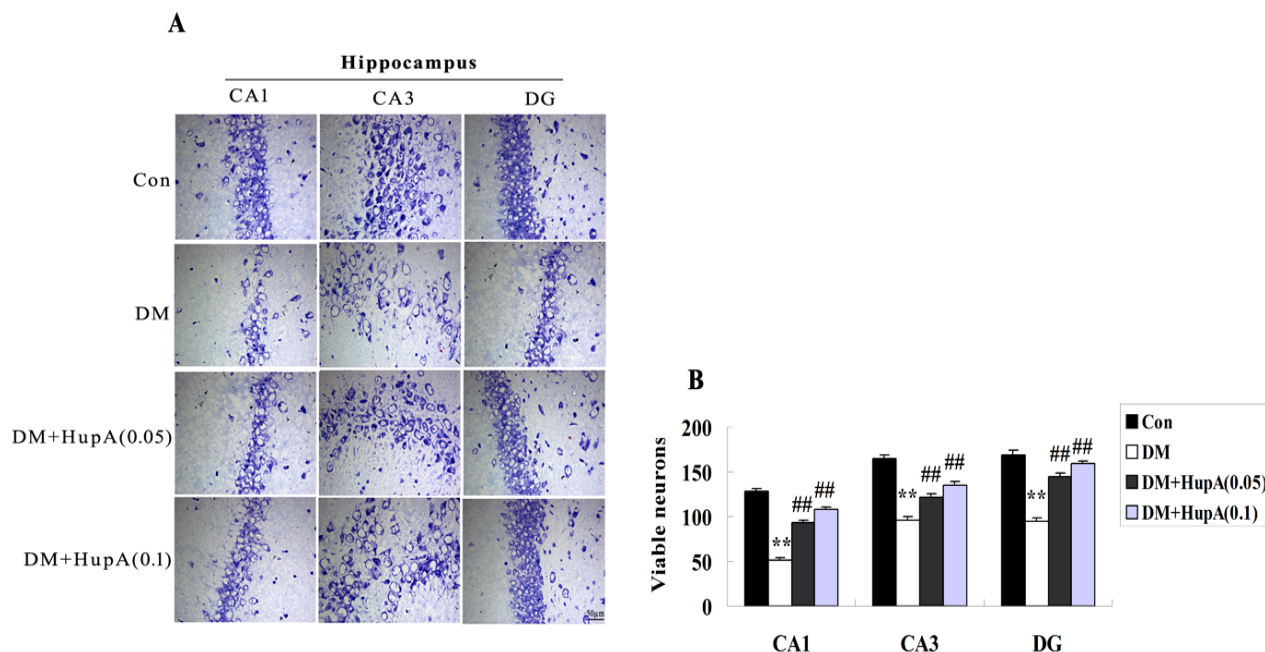 A
Hippocampus
CA1 CA3 DG
Con
DM
DM+HupA(0.05)
DM+HupA(0.1)
50μm
B
Viable neurons
200
150
100
50
0
** ## ##
** ## ##
** ## ##
CA1 CA3 DG
Con
DM
DM+HupA(0.05)
DM+HupA(0.1)